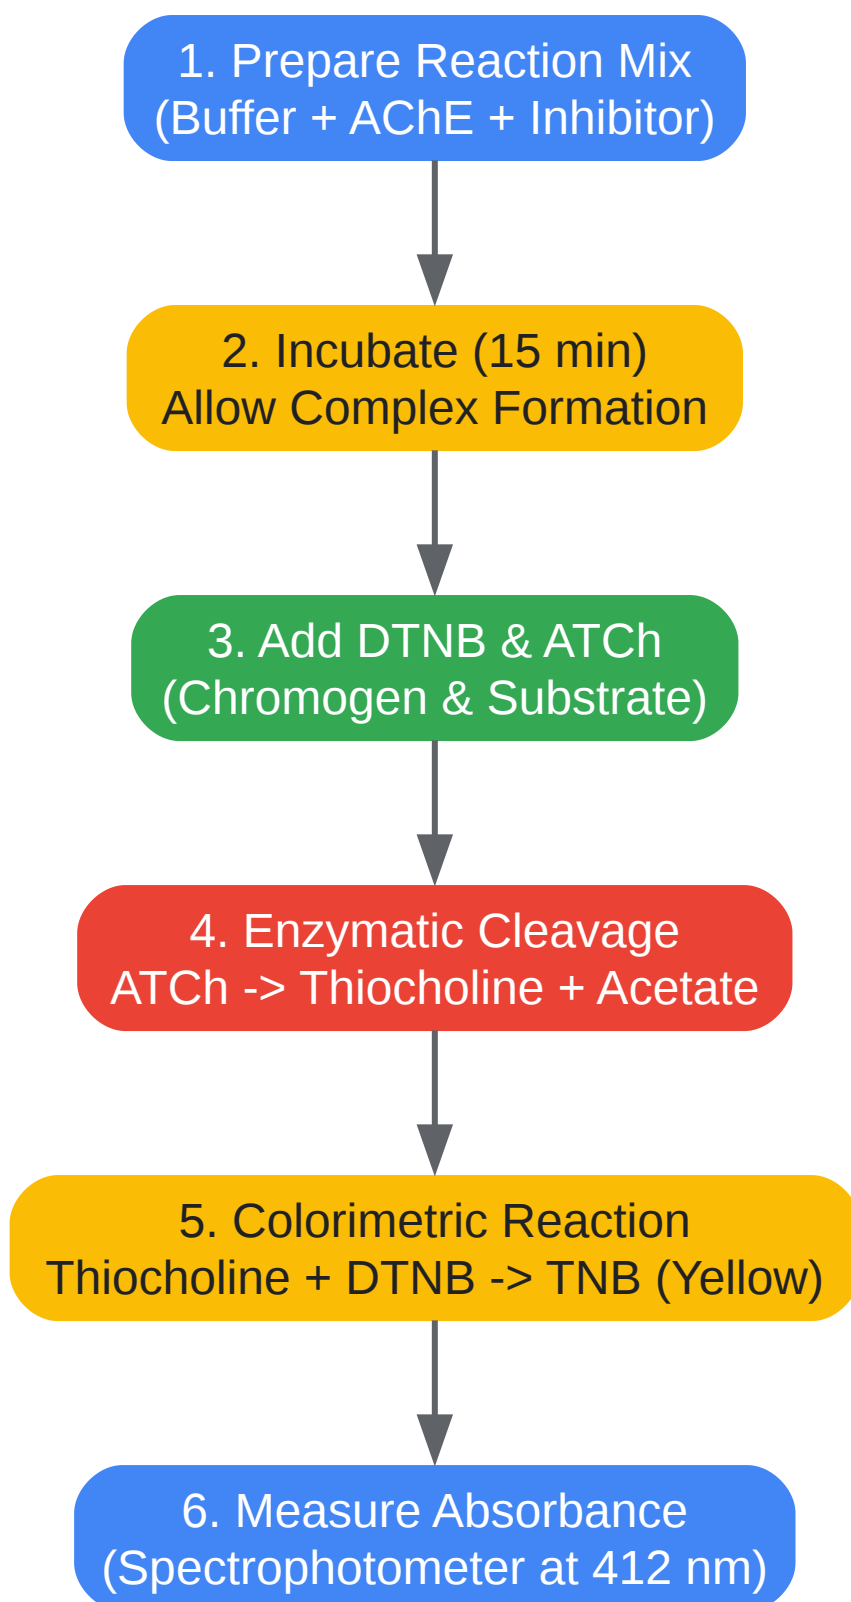 1. Prepare Reaction Mix
(Buffer + AChE + Inhibitor)
2. Incubate (15 min)
Allow Complex Formation
3. Add DTNB & ATCh
(Chromogen & Substrate)
4. Enzymatic Cleavage
ATCh -> Thiocholine + Acetate
5. Colorimetric Reaction
Thiocholine + DTNB -> TNB (Yellow)
6. Measure Absorbance
(Spectrophotometer at 412 nm)